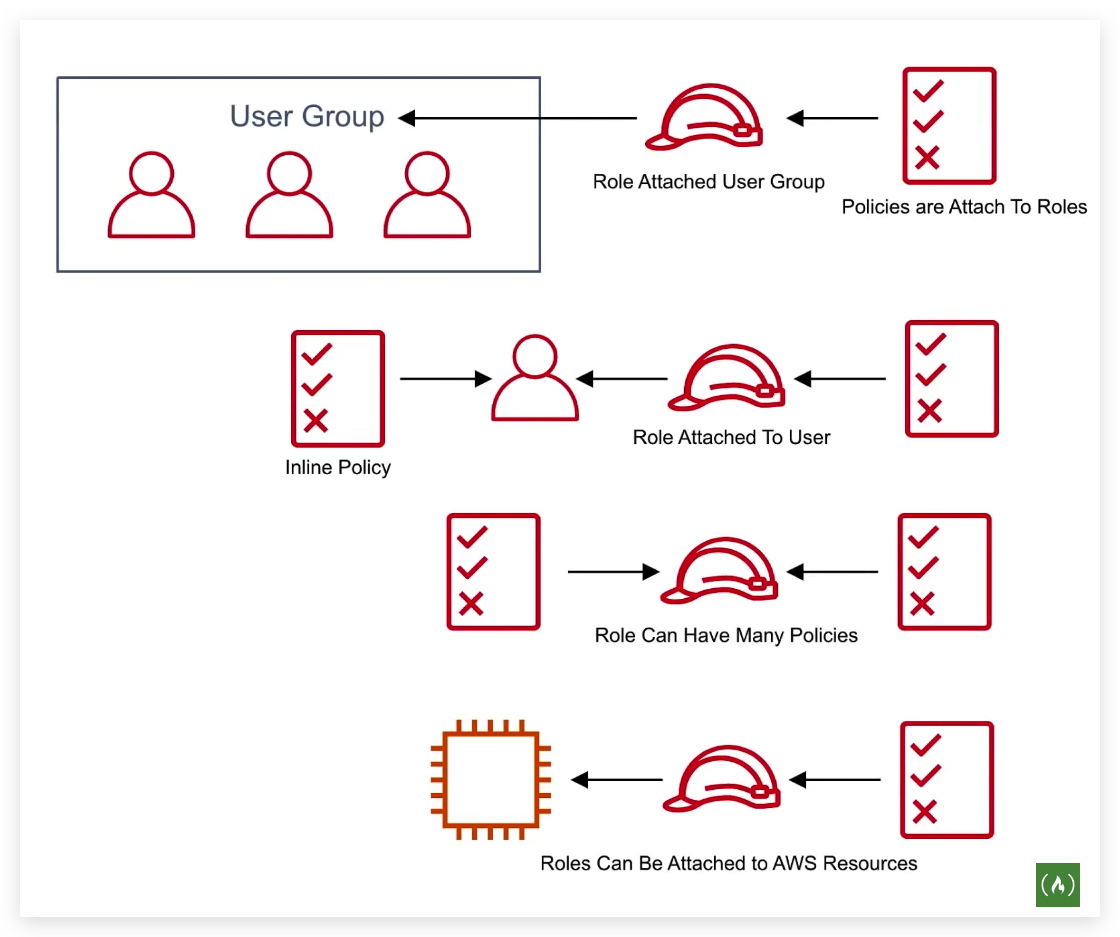 User Group
Role Attached User Group
Policies are Attach To Roles
Role Attached To User
Inline Policy
Role Can Have Many Policies
Roles Can Be Attached to AWS Resources